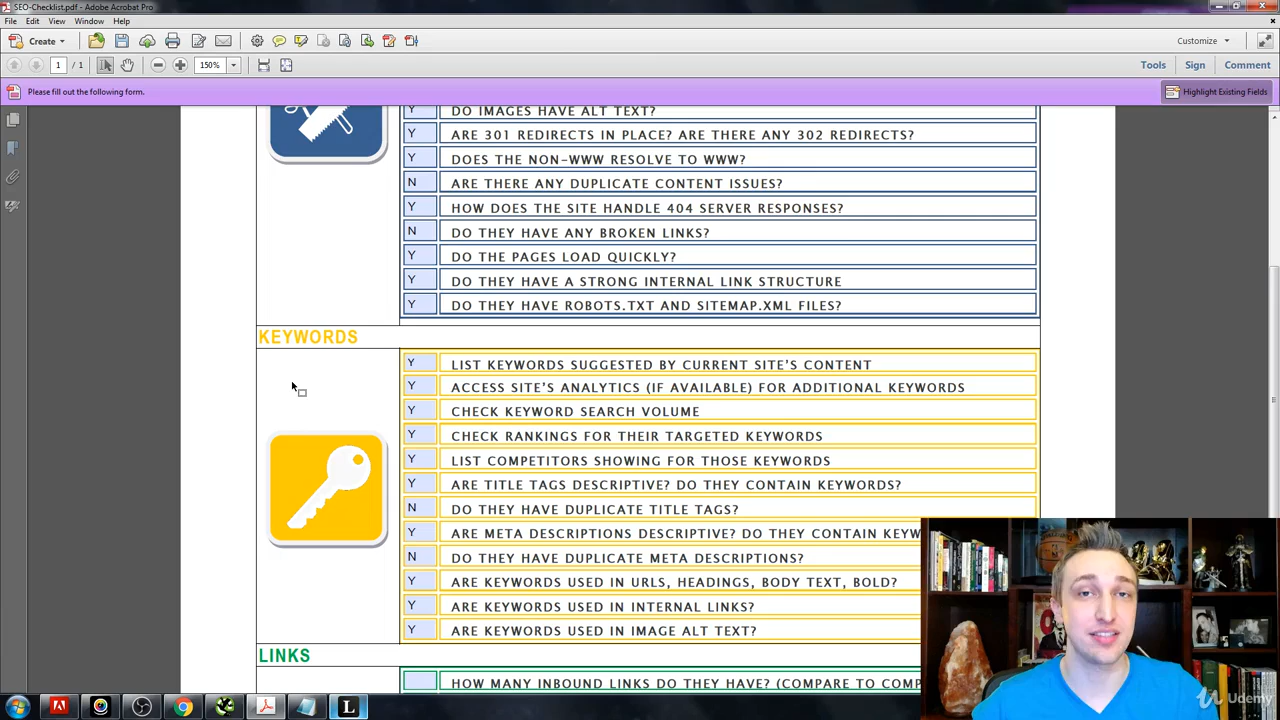 SEO-Checklist.pdf - Adobe Acrobat Pro
File Edit View Window Help
Create
Customize
1 / 1
150%
Tools Sign Comment
Please fill out the following form.
Highlight Existing Fields
Y DO IMAGES HAVE ALT TEXT?
Y ARE 301 REDIRECTS IN PLACE? ARE THERE ANY 302 REDIRECTS?
Y DOES THE NON-WWW RESOLVE TO WWW?
N ARE THERE ANY DUPLICATE CONTENT ISSUES?
Y HOW DOES THE SITE HANDLE 404 SERVER RESPONSES?
N DO THEY HAVE ANY BROKEN LINKS?
Y DO THE PAGES LOAD QUICKLY?
Y DO THEY HAVE A STRONG INTERNAL LINK STRUCTURE
Y DO THEY HAVE ROBOTS.TXT AND SITEMAP.XML FILES?
KEYWORDS
Y LIST KEYWORDS SUGGESTED BY CURRENT SITE'S CONTENT
Y ACCESS SITE'S ANALYTICS (IF AVAILABLE) FOR ADDITIONAL KEYWORDS
Y CHECK KEYWORD SEARCH VOLUME
Y CHECK RANKINGS FOR THEIR TARGETED KEYWORDS
Y LIST COMPETITORS SHOWING FOR THOSE KEYWORDS
Y ARE TITLE TAGS DESCRIPTIVE? DO THEY CONTAIN KEYWORDS?
N DO THEY HAVE DUPLICATE TITLE TAGS?
Y ARE META DESCRIPTIONS DESCRIPTIVE? DO THEY CONTAIN KEYW
N DO THEY HAVE DUPLICATE META DESCRIPTIONS?
Y ARE KEYWORDS USED IN URLS, HEADINGS, BODY TEXT, BOLD?
Y ARE KEYWORDS USED IN INTERNAL LINKS?
Y ARE KEYWORDS USED IN IMAGE ALT TEXT?
LINKS
HOW MANY INBOUND LINKS DO THEY HAVE? (COMPARE TO COMP
L
Udemy